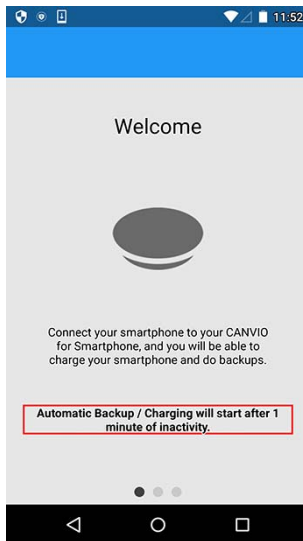 11:52
Welcome
Connect your smartphone to your CANVIO
for Smartphone, and you will be able to
charge your smartphone and do backups.
Automatic Backup / Charging will start after 1
minute of inactivity.